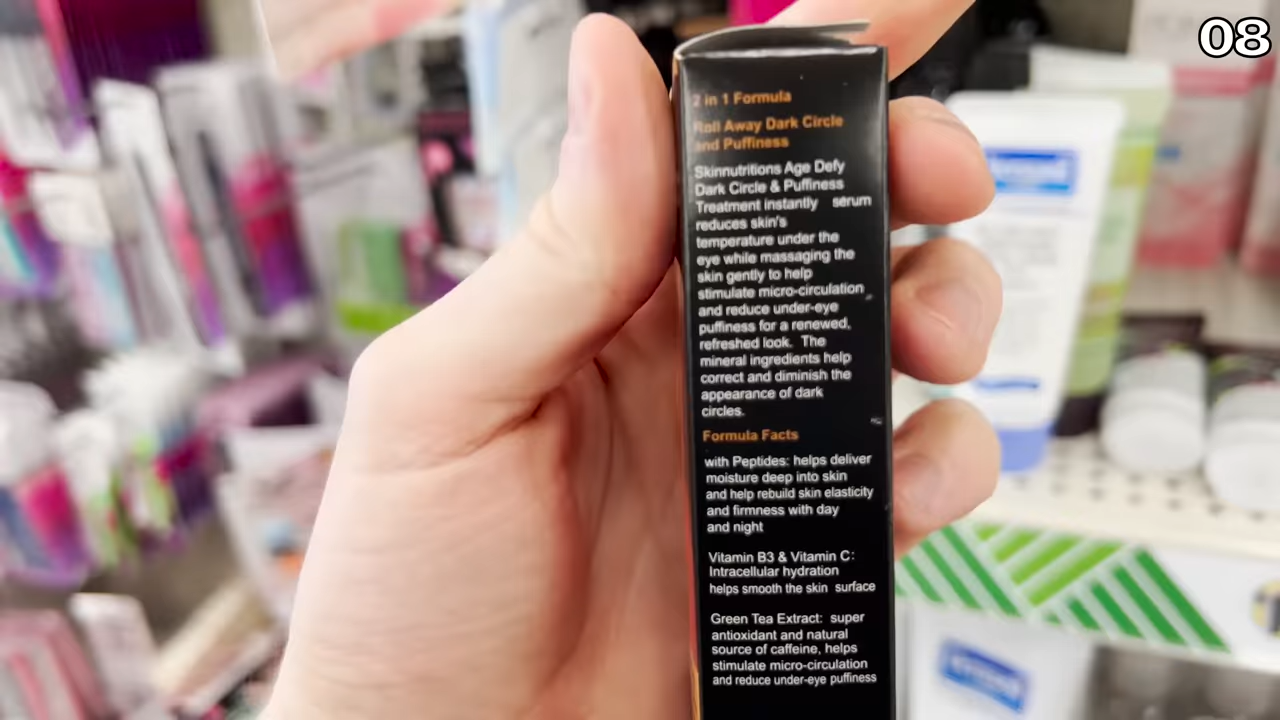 08
2 in 1 Formula
Roll Away Dark Circle
and Puffiness
Skinnutritions Age Defy
Dark Circle & Puffiness
Treatment instantly serum
reduces skin's
temperature under the
eye while massaging the
skin gently to help
stimulate micro-circulation
and reduce under-eye
puffiness for a renewed,
refreshed look. The
mineral ingredients help
correct and diminish the
appearance of dark
circles.
Formula Facts
with Peptides: helps deliver
moisture deep into skin
and help rebuild skin elasticity
and firmness with day
and night
Vitamin B3 & Vitamin C:
Intracellular hydration
helps smooth the skin surface
Green Tea Extract: super
antioxidant and natural
source of caffeine, helps
stimulate micro-circulation
and reduce under-eye puffiness